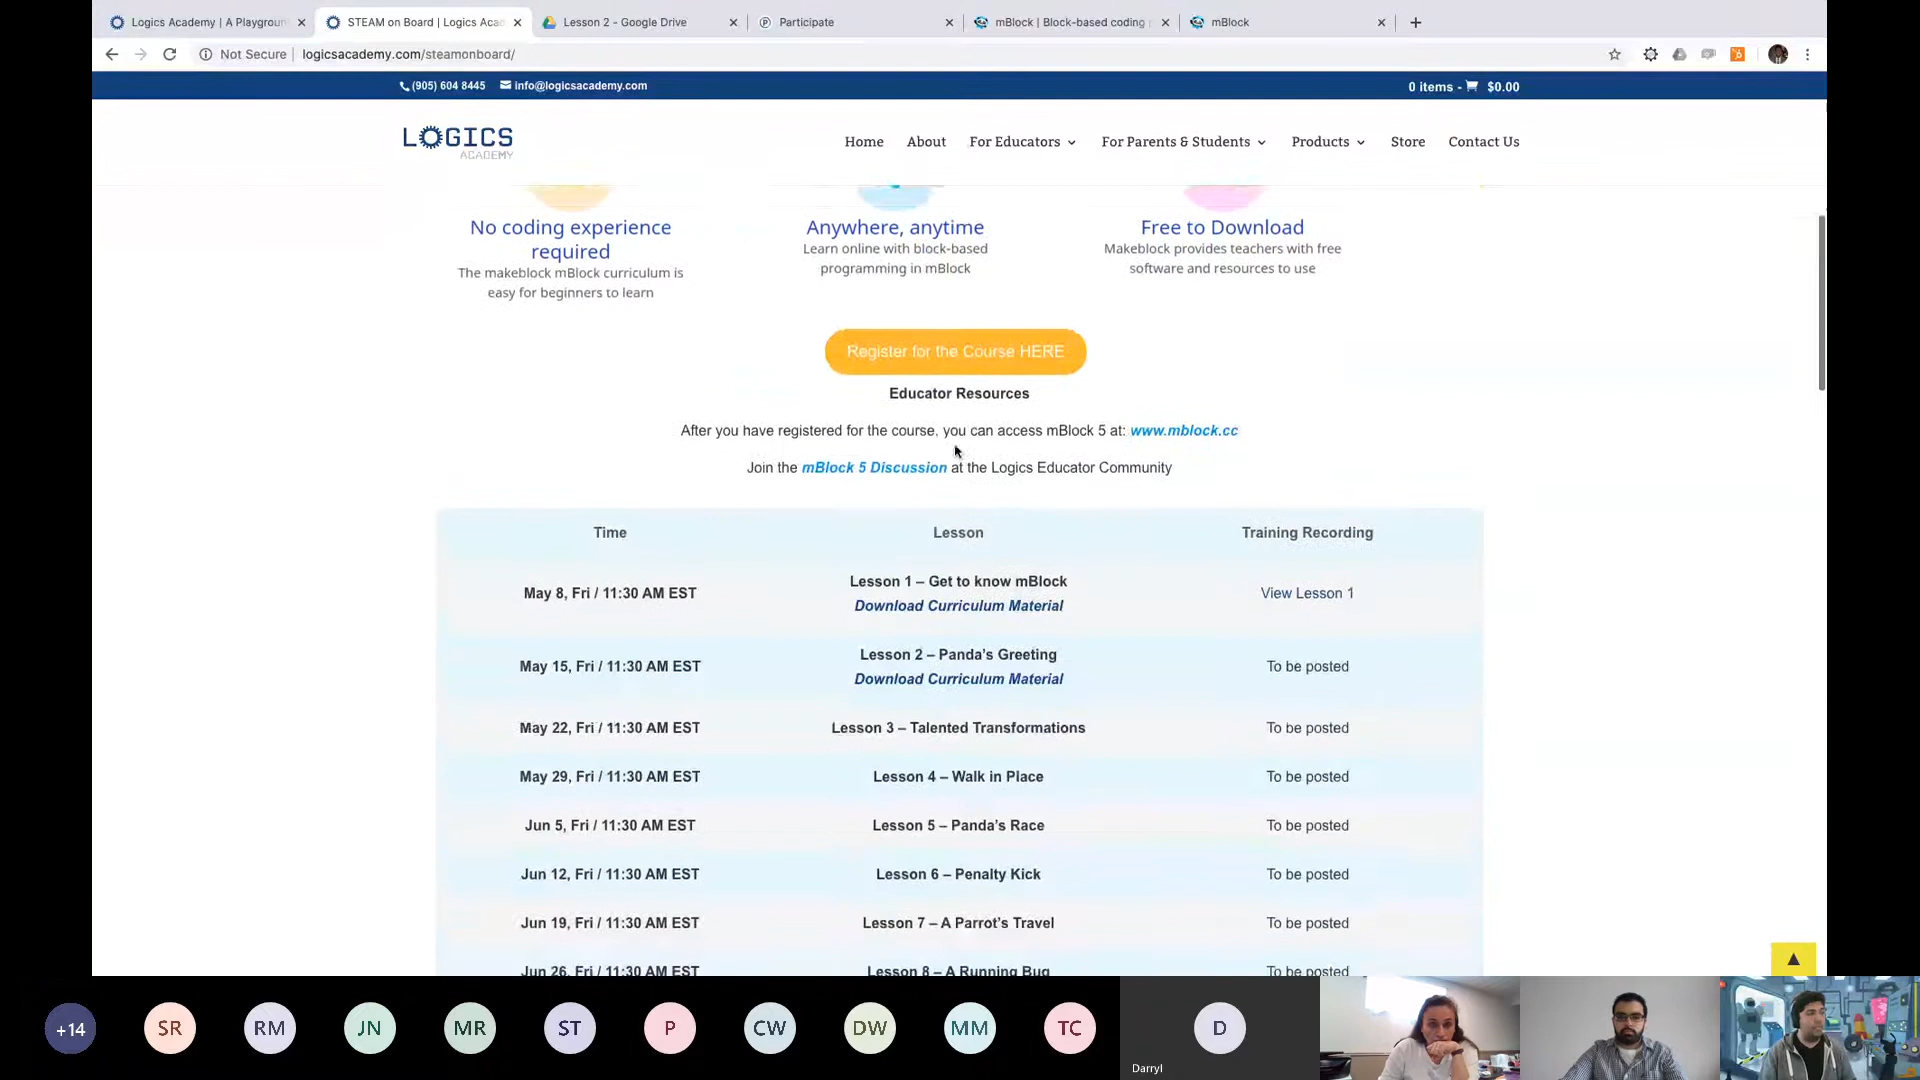 Logics Academy | A Playgroun
STEAM on Board | Logics Acad
Lesson 2 - Google Drive
Participate
mBlock | Block-based coding p
mBlock
Not Secure | logicsacademy.com/steamonboard/
(905) 604 8445 info@logicsacademy.com
0 items - $0.00
LOGICS
ACADEMY
Home About For Educators For Parents & Students Products Store Contact Us
No coding experience
required
The makeblock mBlock curriculum is
easy for beginners to learn
Anywhere, anytime
Learn online with block-based
programming in mBlock
Free to Download
Makeblock provides teachers with free
software and resources to use
Register for the Course HERE
Educator Resources
After you have registered for the course, you can access mBlock 5 at: www.mblock.cc
Join the mBlock 5 Discussion at the Logics Educator Community
Time Lesson Training Recording
May 8, Fri / 11:30 AM EST Lesson 1 – Get to know mBlock View Lesson 1
Download Curriculum Material
May 15, Fri / 11:30 AM EST Lesson 2 – Panda's Greeting To be posted
Download Curriculum Material
May 22, Fri / 11:30 AM EST Lesson 3 – Talented Transformations To be posted
May 29, Fri / 11:30 AM EST Lesson 4 – Walk in Place To be posted
Jun 5, Fri / 11:30 AM EST Lesson 5 – Panda's Race To be posted
Jun 12, Fri / 11:30 AM EST Lesson 6 – Penalty Kick To be posted
Jun 19, Fri / 11:30 AM EST Lesson 7 – A Parrot's Travel To be posted
Jun 26, Fri / 11:30 AM EST Lesson 8 – A Running Bug To be posted
+14 SR RM JN MR ST P CW DW MM TC D
Darryl